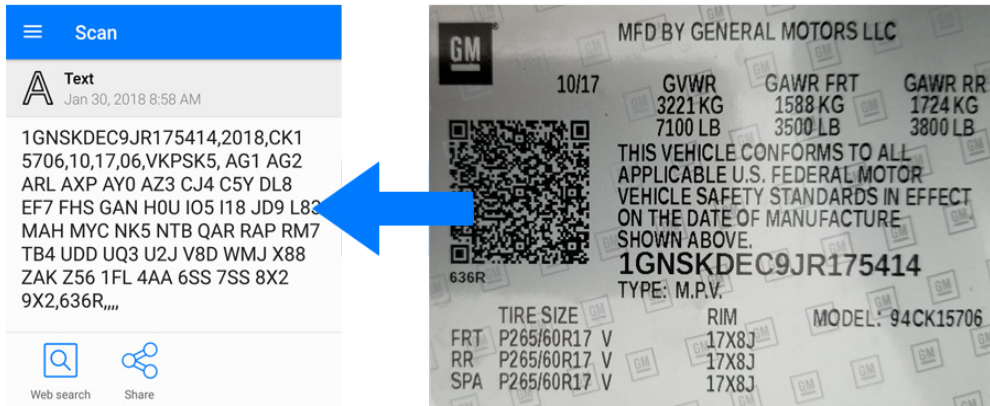 Scan
Text
Jan 30, 2018 8:58 AM
1GNSKDEC9JR175414,2018,CK1
5706,10,17,06,VKPSK5, AG1 AG2
ARL AXP AY0 AZ3 CJ4 C5Y DL8
EF7 FHS GAN H0U IO5 I18 JD9 L83
MAH MYC NK5 NTB QAR RAP RM7
TB4 UDD UQ3 U2J V8D WMJ X88
ZAK Z56 1FL 4AA 6SS 7SS 8X2
9X2,636R,,,,
Web search Share
GM
MFD BY GENERAL MOTORS LLC
10/17 GVWR GAWR FRT GAWR RR
3221 KG 1588 KG 1724 KG
7100 LB 3500 LB 3800 LB
THIS VEHICLE CONFORMS TO ALL
APPLICABLE U.S. FEDERAL MOTOR
VEHICLE SAFETY STANDARDS IN EFFECT
ON THE DATE OF MANUFACTURE
SHOWN ABOVE.
636R
1GNSKDEC9JR175414
TYPE: M.P.V.
TIRE SIZE RIM MODEL: 94CK15706
FRT P265/60R17 V 17X8J
RR P265/60R17 V 17X8J
SPA P265/60R17 V 17X8J